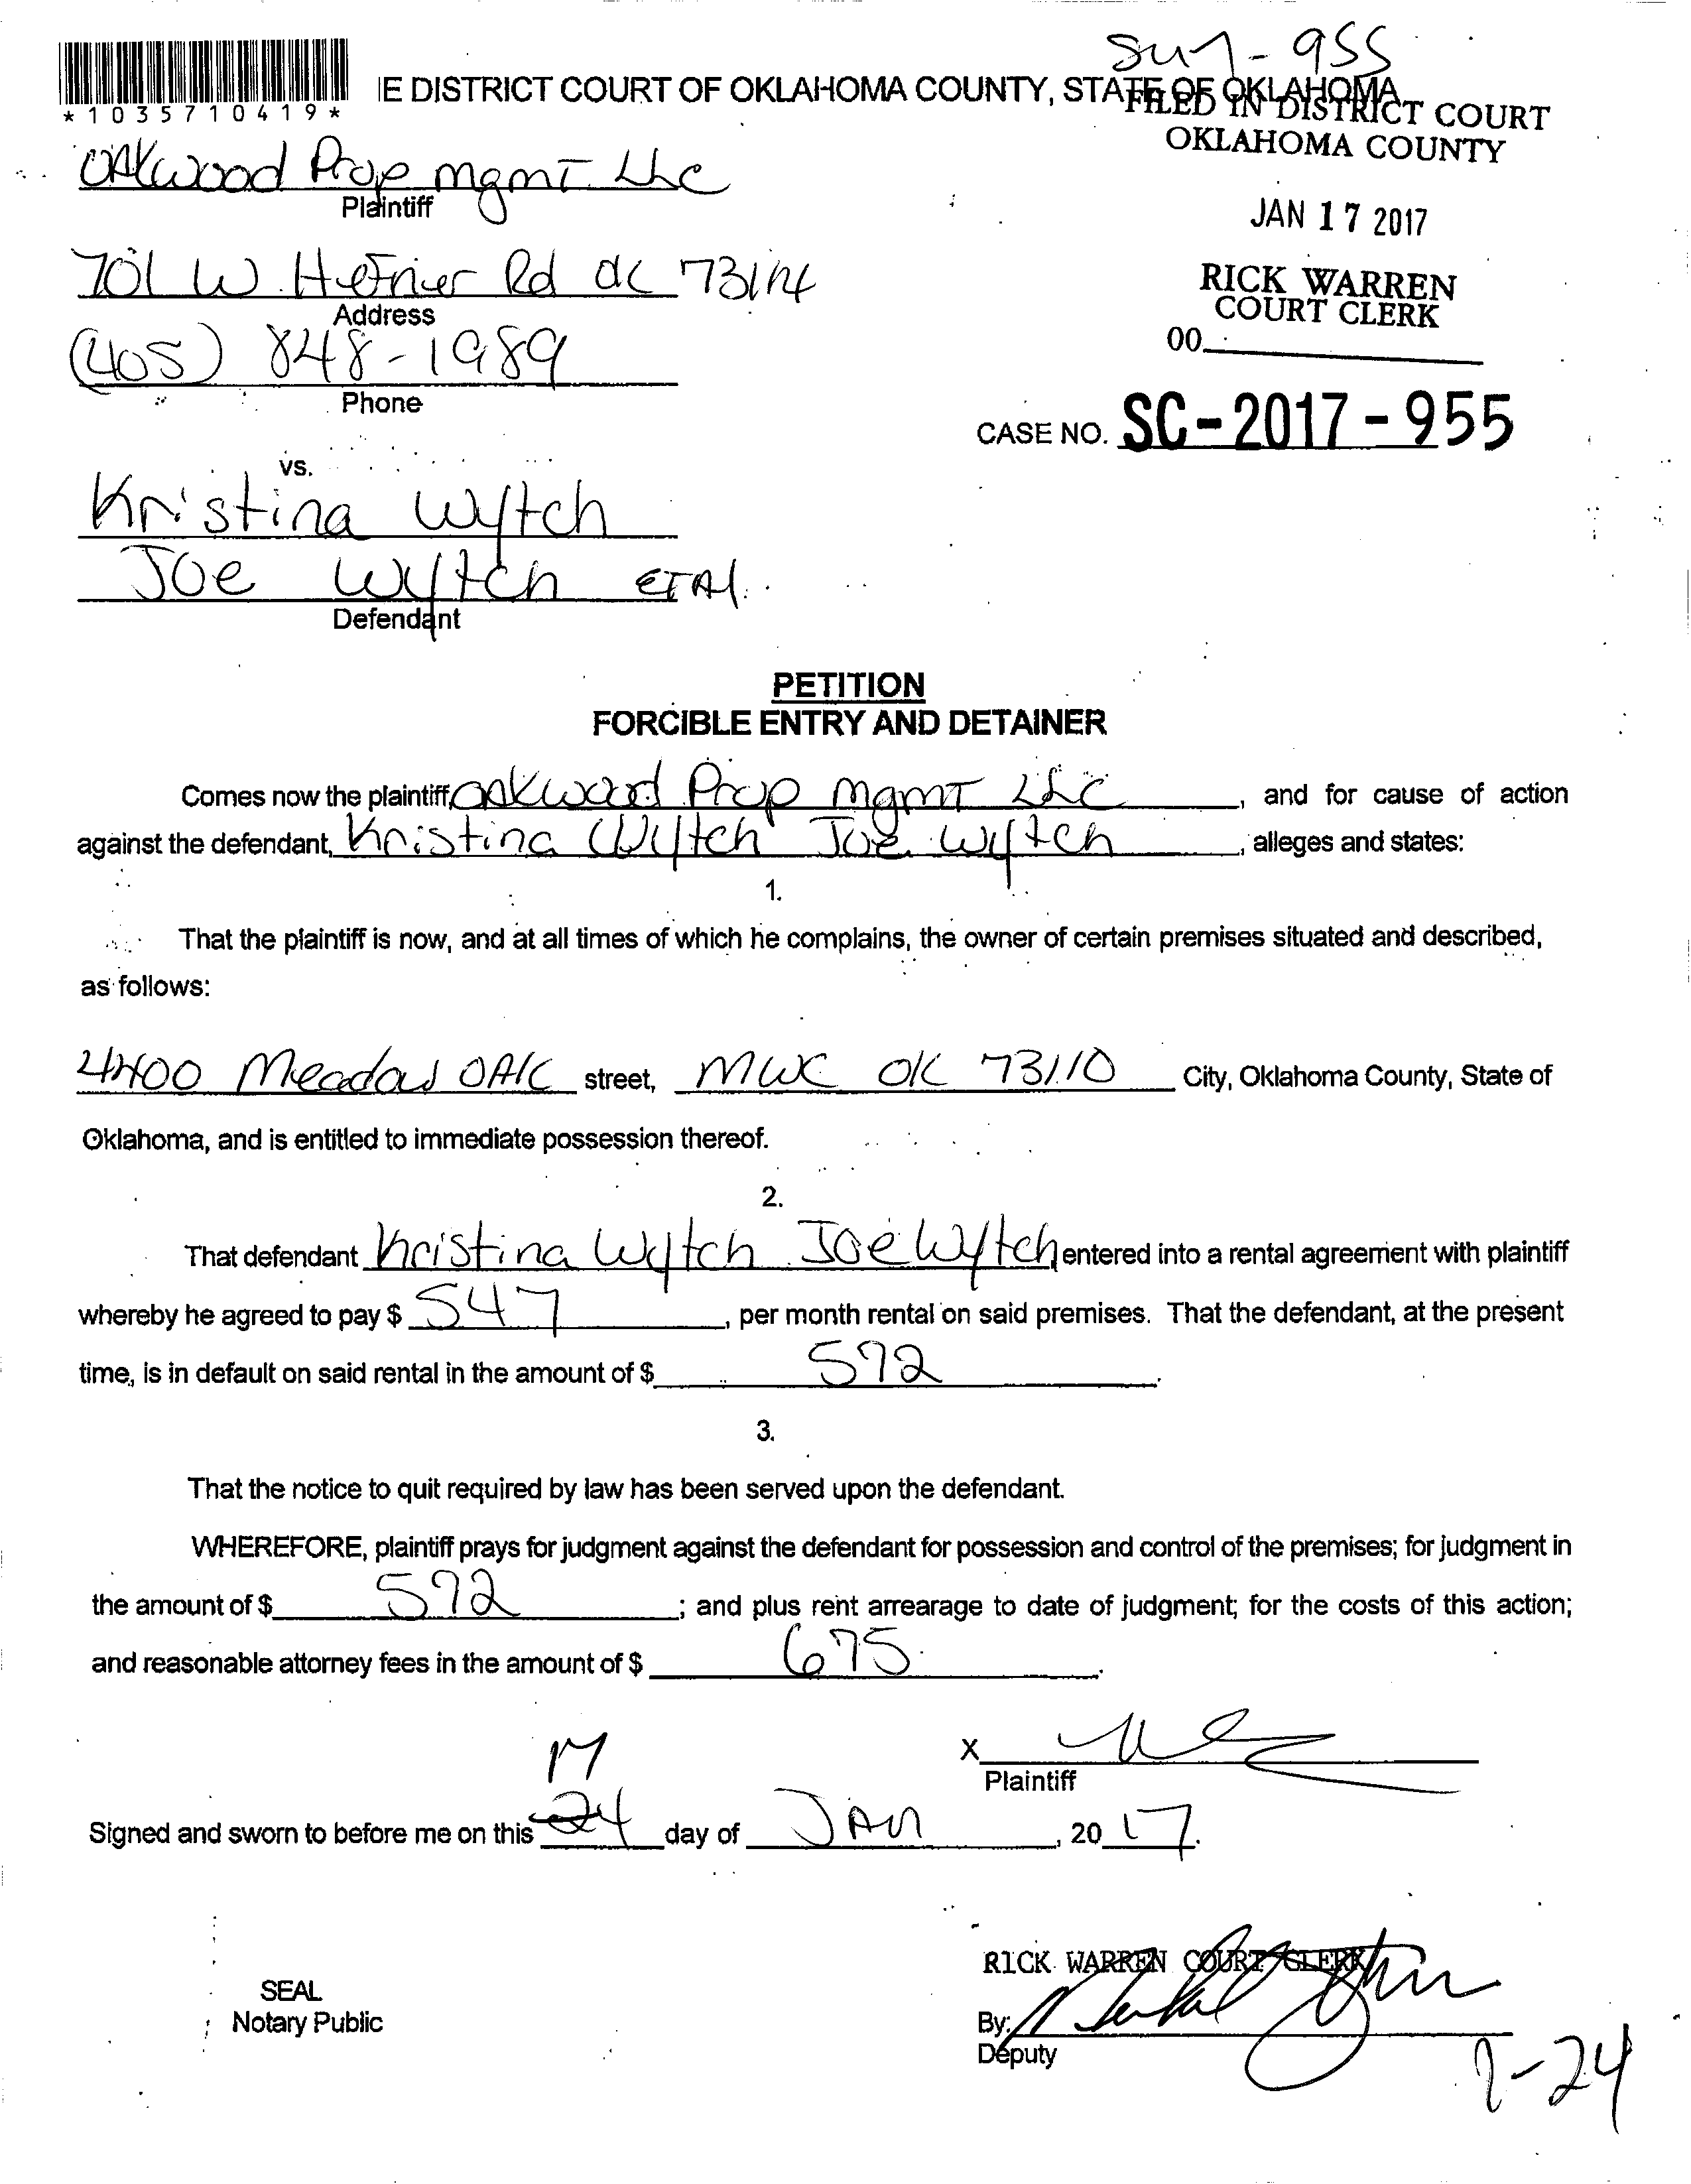 SC17-955
*1035710419*
IE DISTRICT COURT OF OKLAHOMA COUNTY, STATE OF OKLAHOMA
FILED IN DISTRICT COURT
OKLAHOMA COUNTY
OAkwood Prop mgmT LLC
Plaintiff
JAN 17 2017
701 W. Hefner Rd OK 73114
Address
RICK WARREN
COURT CLERK
00
(405) 848-1989
Phone
CASE NO. SC-2017-955
vs.
Kristina Wytch
Joe Wytch ETAl.
Defendant
PETITION
FORCIBLE ENTRY AND DETAINER
Comes now the plaintiff, OAkwood Prop mgmT LLC, and for cause of action
against the defendant, Kristina Wytch Joe Wytch, alleges and states:
1.
That the plaintiff is now, and at all times of which he complains, the owner of certain premises situated and described,
as follows:
4400 Meadow OAK street, MWC OK 73110 City, Oklahoma County, State of
Oklahoma, and is entitled to immediate possession thereof.
2.
That defendant Kristina Wytch Joe Wytch entered into a rental agreement with plaintiff
whereby he agreed to pay $ 547, per month rental on said premises. That the defendant, at the present
time, is in default on said rental in the amount of $ 592.
3.
That the notice to quit required by law has been served upon the defendant.
WHEREFORE, plaintiff prays for judgment against the defendant for possession and control of the premises; for judgment in
the amount of $ 592; and plus rent arrearage to date of judgment; for the costs of this action;
and reasonable attorney fees in the amount of $ 675.
X
Plaintiff
17
Signed and sworn to before me on this 24 day of JAN, 20 17.
RICK WARREN COURT CLERK
SEAL
Notary Public
By:
Deputy
1-24